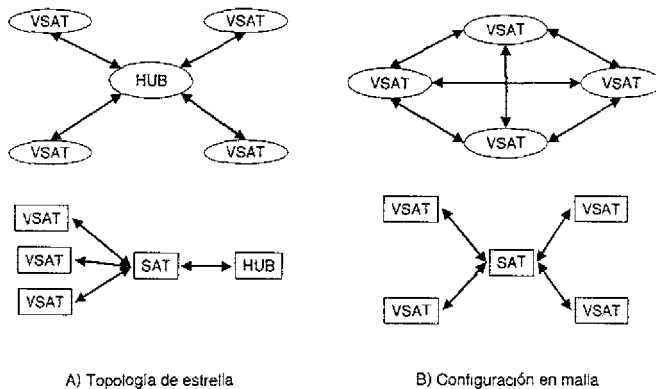 VSAT VSAT
HUB
VSAT VSAT
VSAT
VSAT VSAT
VSAT
VSAT
VSAT
VSAT
SAT HUB
VSAT VSAT
SAT
VSAT VSAT
A) Topología de estrella
B) Configuración en malla